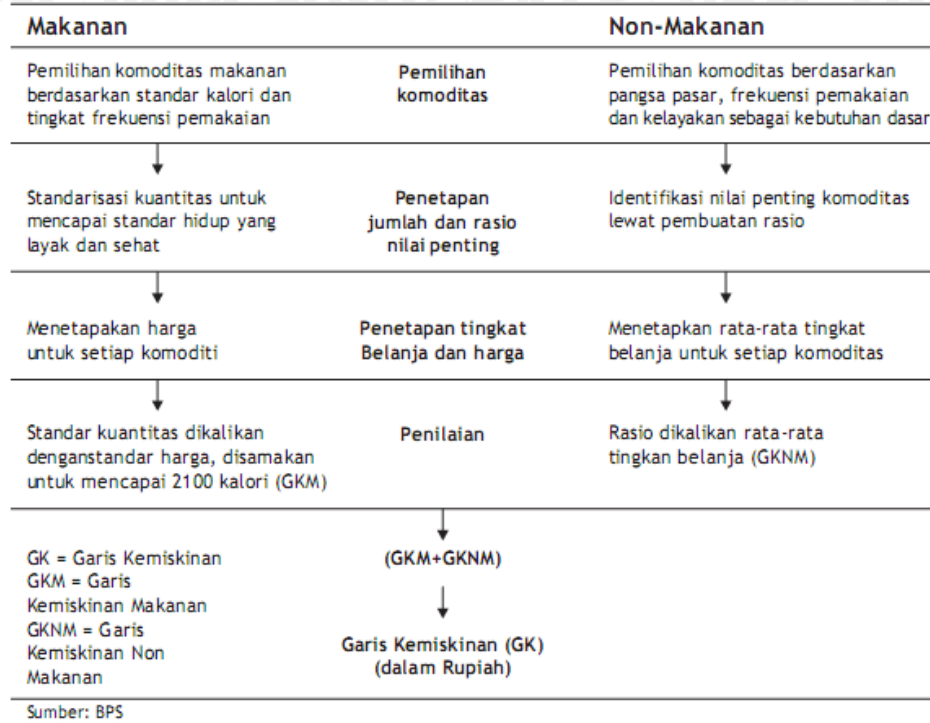 Makanan
Non-Makanan
Pemilihan komoditas makanan
berdasarkan standar kalori dan
tingkat frekuensi pemakaian
Pemilihan
komoditas
Pemilihan komoditas berdasarkan
pangsa pasar, frekuensi pemakaian
dan kelayakan sebagai kebutuhan dasar
Standarisasi kuantitas untuk
mencapai standar hidup yang
layak dan sehat
Penetapan
jumlah dan rasio
nilai penting
Identifikasi nilai penting komoditas
lewat pembuatan rasio
Menetapakan harga
untuk setiap komoditi
Penetapan tingkat
Belanja dan harga
Menetapkan rata-rata tingkat
belanja untuk setiap komoditas
Standar kuantitas dikalikan
denganstandar harga, disamakan
untuk mencapai 2100 kalori (GKM)
Penilaian
Rasio dikalikan rata-rata
tingkan belanja (GKNM)
GK = Garis Kemiskinan
GKM = Garis
Kemiskinan Makanan
GKNM = Garis
Kemiskinan Non
Makanan
(GKM+GKNM)
Garis Kemiskinan (GK)
(dalam Rupiah)
Sumber: BPS